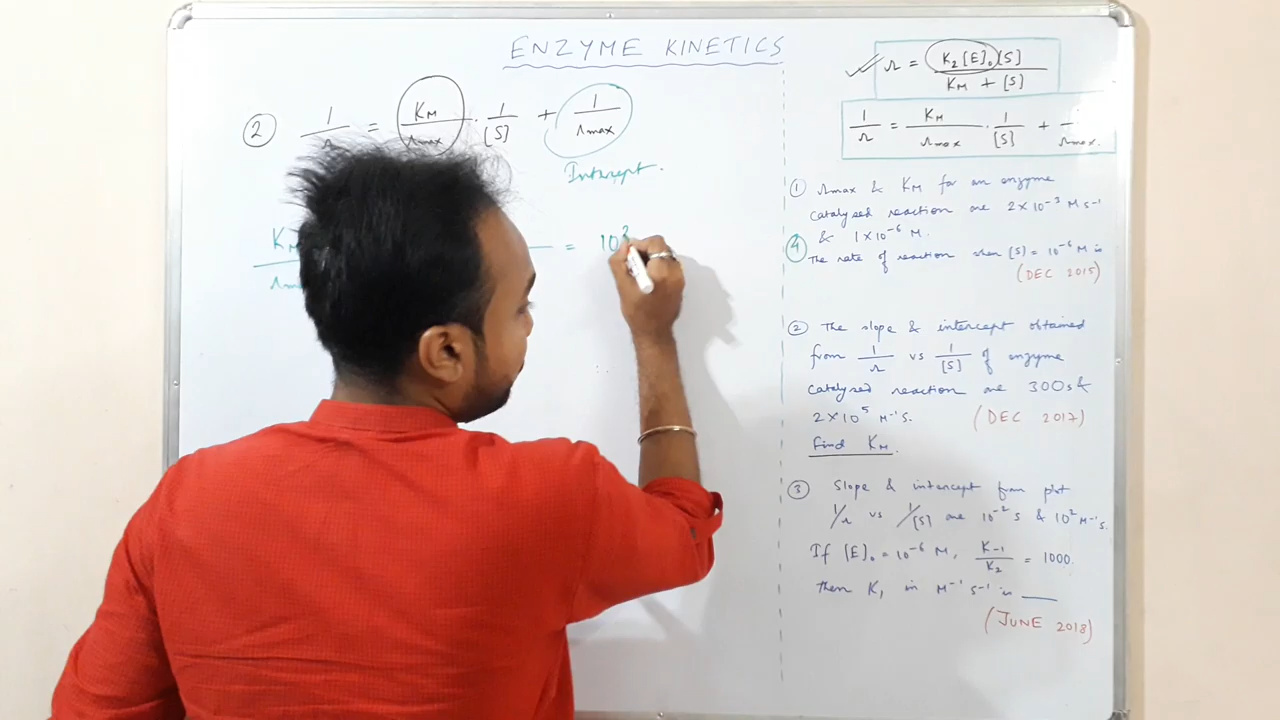 ENZYME KINETICS
② 1/r = KM/rmax · 1/[S] + 1/rmax
Intercept.
= 10²
r = K2[E]₀[S] / KM + [S]
1/r = KM/rmax · 1/[S] + 1/rmax.
① rmax & KM for an enzyme
catalysed reaction are 2×10⁻³ M s⁻¹
& 1×10⁻⁶ M.
④ The rate of reaction when [S] = 10⁻⁶ M is
(DEC 2015)
② The slope & intercept obtained
from 1/r vs 1/[S] of enzyme
catalysed reaction are 300s &
2×10⁵ M⁻¹s. (DEC 2017)
find KM.
③ Slope & intercept from plot
1/r vs 1/[S] are 10⁻² s & 10² M⁻¹s.
If [E]₀ = 10⁻⁶ M, K-1/K2 = 1000.
then K1 in M⁻¹ s⁻¹ is ___
(JUNE 2018)